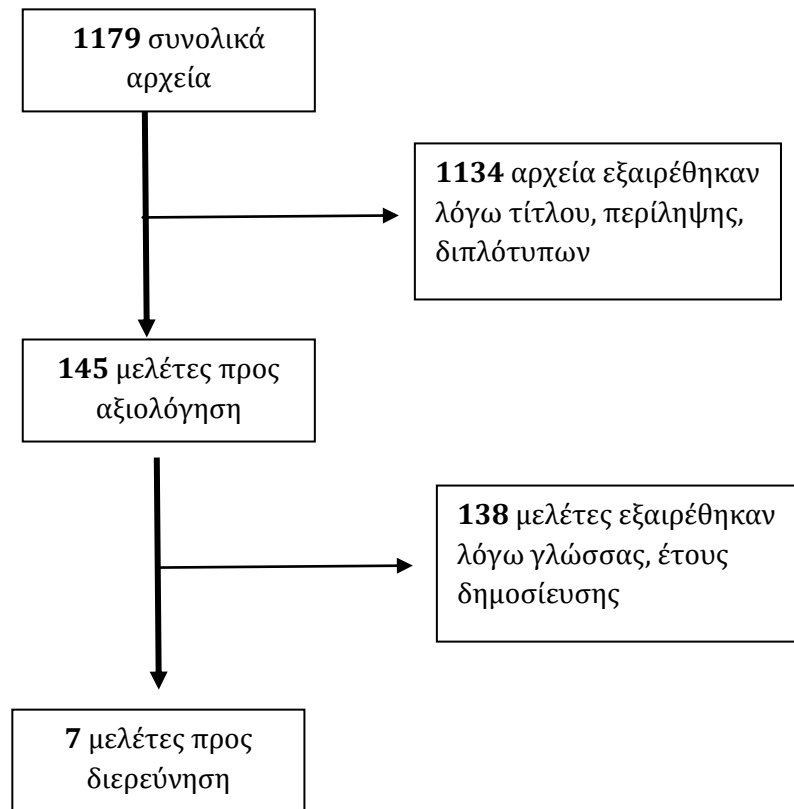 1179 συνολικά
αρχεία
1134 αρχεία εξαιρέθηκαν
λόγω τίτλου, περίληψης,
διπλότυπων
145 μελέτες προς
αξιολόγηση
138 μελέτες εξαιρέθηκαν
λόγω γλώσσας, έτους
δημοσίευσης
7 μελέτες προς
διερεύνηση